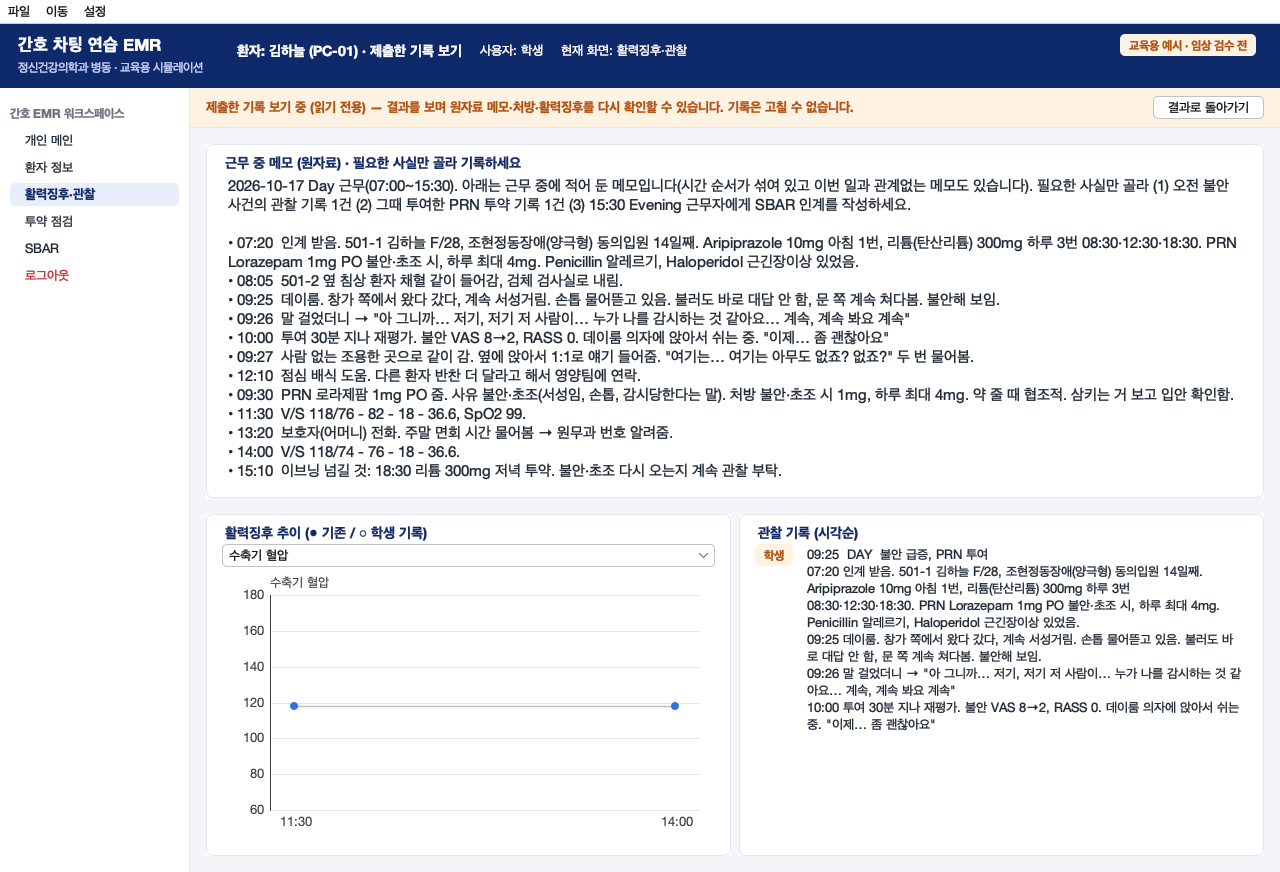 파일 이동 설정
간호 차팅 연습 EMR
정신건강의학과 병동 · 교육용 시뮬레이션
환자: 김하늘 (PC-01) · 제출한 기록 보기 사용자: 학생 현재 화면: 활력징후·관찰
교육용 예시 · 임상 검수 전
간호 EMR 워크스페이스
개인 메인
환자 정보
활력징후·관찰
투약 점검
SBAR
로그아웃
제출한 기록 보기 중 (읽기 전용) — 결과를 보며 원자료 메모·처방·활력징후를 다시 확인할 수 있습니다. 기록은 고칠 수 없습니다.
결과로 돌아가기
근무 중 메모 (원자료) · 필요한 사실만 골라 기록하세요
2026-10-17 Day 근무(07:00~15:30). 아래는 근무 중에 적어 둔 메모입니다(시간 순서가 섞여 있고 이번 일과 관계없는 메모도 있습니다). 필요한 사실만 골라 (1) 오전 불안
사건의 관찰 기록 1건 (2) 그때 투여한 PRN 투약 기록 1건 (3) 15:30 Evening 근무자에게 SBAR 인계를 작성하세요.
• 07:20 인계 받음. 501-1 김하늘 F/28, 조현정동장애(양극형) 동의입원 14일째. Aripiprazole 10mg 아침 1번, 리튬(탄산리튬) 300mg 하루 3번 08:30·12:30·18:30. PRN
Lorazepam 1mg PO 불안·초조 시, 하루 최대 4mg. Penicillin 알레르기, Haloperidol 근긴장이상 있었음.
• 08:05 501-2 옆 침상 환자 채혈 같이 들어감, 검체 검사실로 내림.
• 09:25 데이룸. 창가 쪽에서 왔다 갔다, 계속 서성거림. 손톱 물어뜯고 있음. 불러도 바로 대답 안 함, 문 쪽 계속 쳐다봄. 불안해 보임.
• 09:26 말 걸었더니 → "아 그니까… 저기, 저기 저 사람이… 누가 나를 감시하는 것 같아요… 계속, 계속 봐요 계속"
• 10:00 투여 30분 지나 재평가. 불안 VAS 8→2, RASS 0. 데이룸 의자에 앉아서 쉬는 중. "이제… 좀 괜찮아요"
• 09:27 사람 없는 조용한 곳으로 같이 감. 옆에 앉아서 1:1로 얘기 들어줌. "여기는… 여기는 아무도 없죠? 없죠?" 두 번 물어봄.
• 12:10 점심 배식 도움. 다른 환자 반찬 더 달라고 해서 영양팀에 연락.
• 09:30 PRN 로라제팜 1mg PO 줌. 사유 불안·초조(서성임, 손톱, 감시당한다는 말). 처방 불안·초조 시 1mg, 하루 최대 4mg. 약 줄 때 협조적. 삼키는 거 보고 입안 확인함.
• 11:30 V/S 118/76 - 82 - 18 - 36.6, SpO2 99.
• 13:20 보호자(어머니) 전화. 주말 면회 시간 물어봄 → 원무과 번호 알려줌.
• 14:00 V/S 118/74 - 76 - 18 - 36.6.
• 15:10 이브닝 넘길 것: 18:30 리튬 300mg 저녁 투약. 불안·초조 다시 오는지 계속 관찰 부탁.
활력징후 추이 (● 기존 / ○ 학생 기록)
수축기 혈압
수축기 혈압
180
160
140
120
100
80
60
11:30 14:00
관찰 기록 (시각순)
학생 09:25 DAY 불안 급증, PRN 투여
07:20 인계 받음. 501-1 김하늘 F/28, 조현정동장애(양극형) 동의입원 14일째.
Aripiprazole 10mg 아침 1번, 리튬(탄산리튬) 300mg 하루 3번
08:30·12:30·18:30. PRN Lorazepam 1mg PO 불안·초조 시, 하루 최대 4mg.
Penicillin 알레르기, Haloperidol 근긴장이상 있었음.
09:25 데이룸. 창가 쪽에서 왔다 갔다, 계속 서성거림. 손톱 물어뜯고 있음. 불러도 바
로 대답 안 함, 문 쪽 계속 쳐다봄. 불안해 보임.
09:26 말 걸었더니 → "아 그니까… 저기, 저기 저 사람이… 누가 나를 감시하는 것 같
아요… 계속, 계속 봐요 계속"
10:00 투여 30분 지나 재평가. 불안 VAS 8→2, RASS 0. 데이룸 의자에 앉아서 쉬는
중. "이제… 좀 괜찮아요"